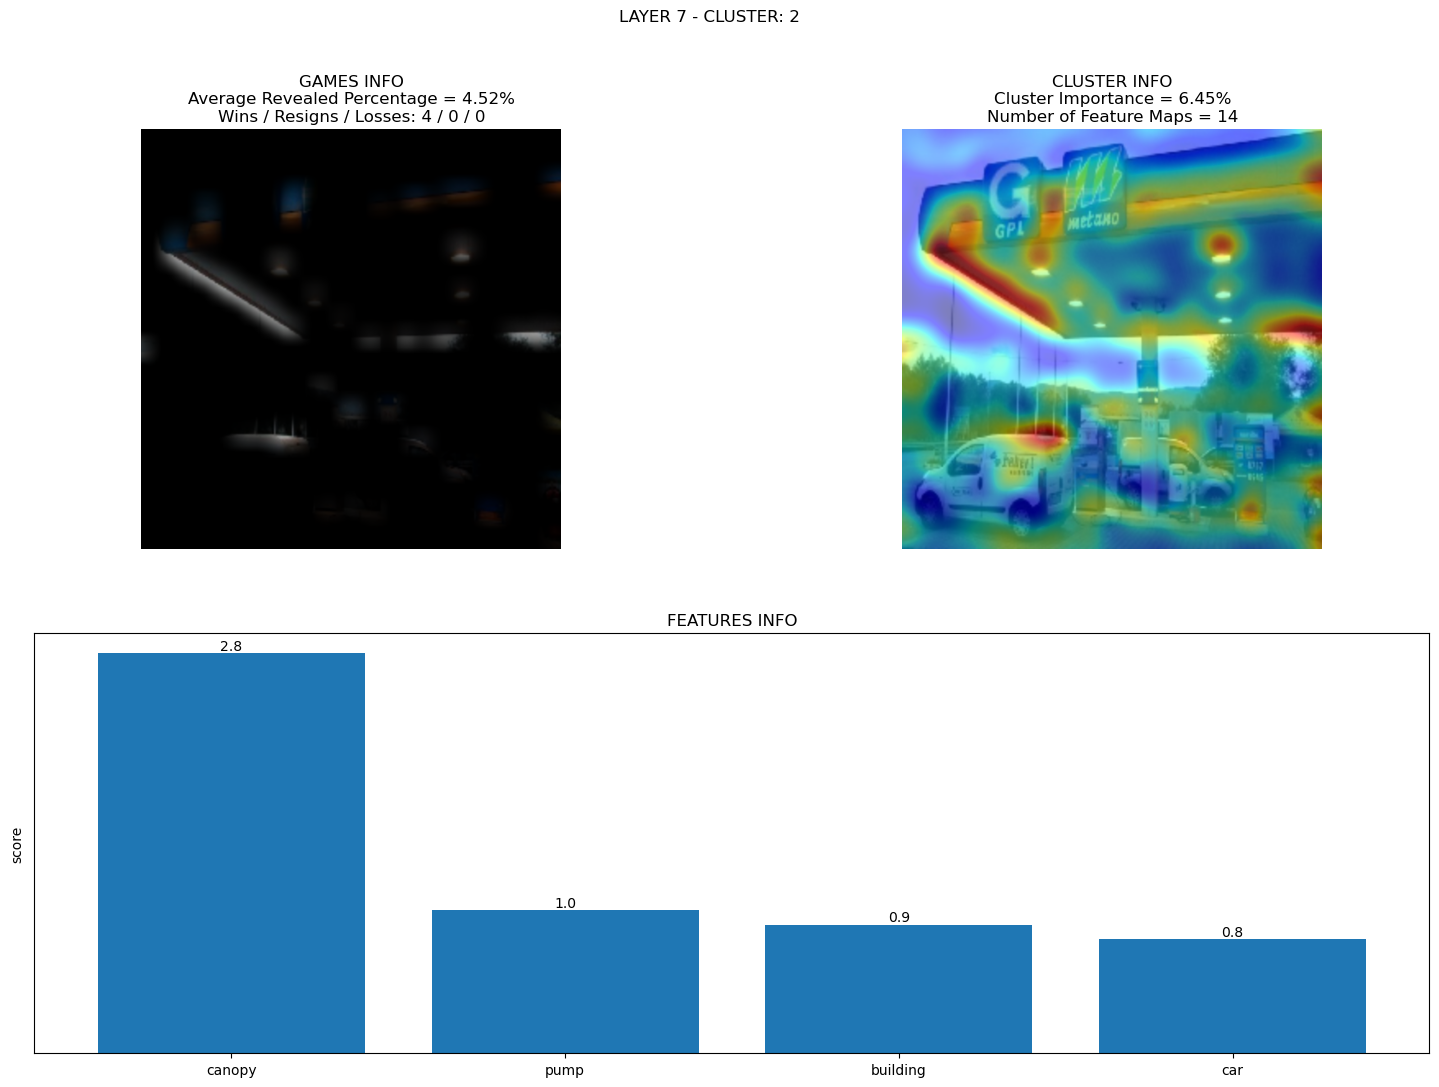 LAYER 7 - CLUSTER: 2
GAMES INFO
Average Revealed Percentage = 4.52%
Wins / Resigns / Losses: 4 / 0 / 0
CLUSTER INFO
Cluster Importance = 6.45%
Number of Feature Maps = 14
G
GPL
metano
FEATURES INFO
score
2.8
1.0
0.9
0.8
canopy
pump
building
car